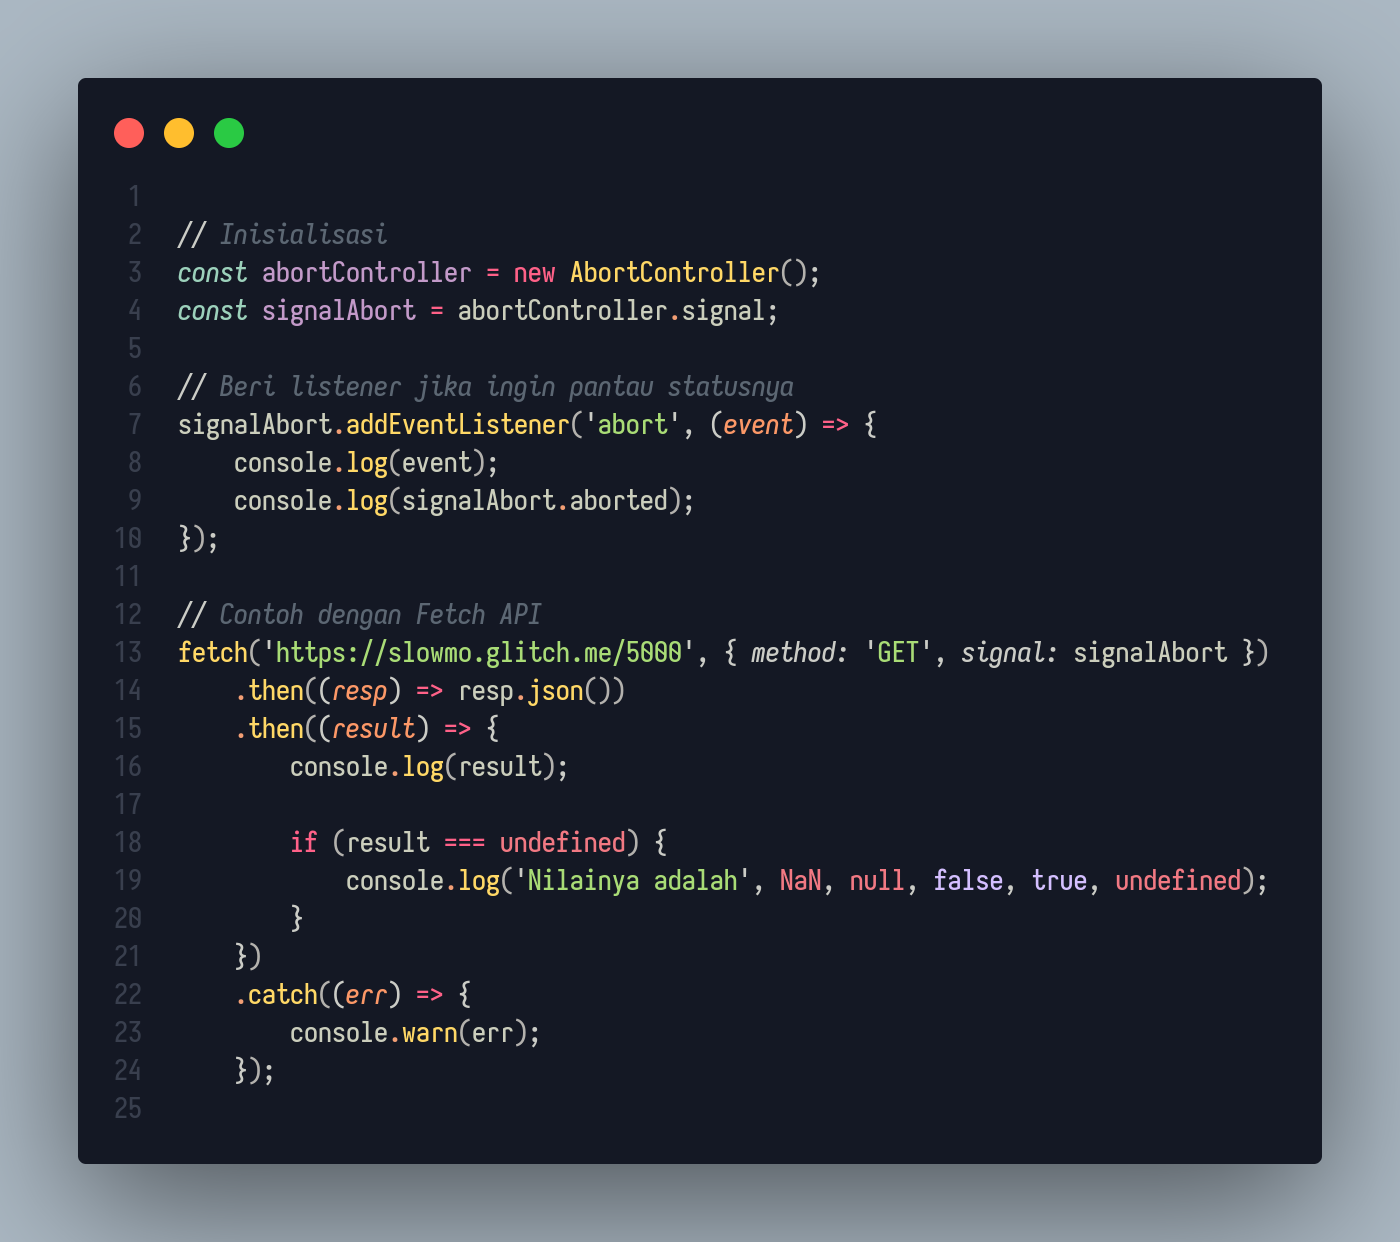 1
2 // Inisialisasi
3 const abortController = new AbortController();
4 const signalAbort = abortController.signal;
5
6 // Beri listener jika ingin pantau statusnya
7 signalAbort.addEventListener('abort', (event) => {
8     console.log(event);
9     console.log(signalAbort.aborted);
10 });
11
12 // Contoh dengan Fetch API
13 fetch('https://slowmo.glitch.me/5000', { method: 'GET', signal: signalAbort })
14     .then((resp) => resp.json())
15     .then((result) => {
16         console.log(result);
17
18         if (result === undefined) {
19             console.log('Nilainya adalah', NaN, null, false, true, undefined);
20         }
21     })
22     .catch((err) => {
23         console.warn(err);
24     });
25